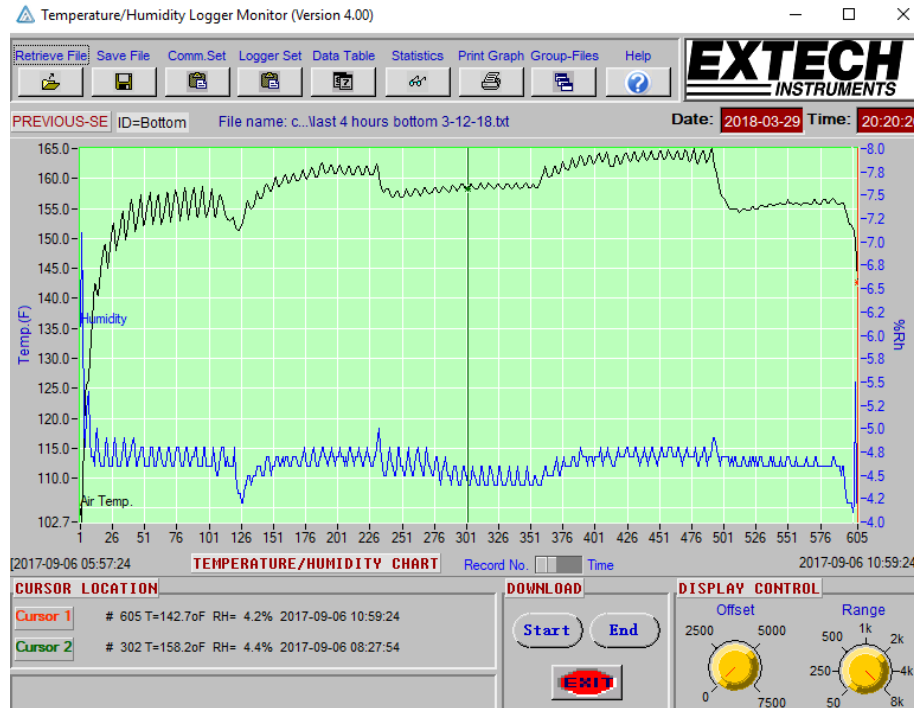 Temperature/Humidity Logger Monitor (Version 4.00)
Retrieve File Save File Comm.Set Logger Set Data Table Statistics Print Graph Group-Files Help
EXTECH
INSTRUMENTS
PREVIOUS-SE ID=Bottom File name: c...\last 4 hours bottom 3-12-18.txt Date: 2018-03-29 Time: 20:20:20
165.0 8.0
160.0 7.7
155.0 7.5
150.0 7.2
145.0 7.0
140.0 6.8
135.0 6.5
130.0 6.2
125.0 6.0
120.0 5.8
115.0 5.5
110.0 5.2
102.7 5.0
4.8
4.5
4.2
4.0
Temp.(F)
%Rh
Humidity
Air Temp.
1 26 51 76 101 126 151 176 201 226 251 276 301 326 351 376 401 426 451 476 501 526 551 576 605
[2017-09-06 05:57:24 TEMPERATURE/HUMIDITY CHART Record No. Time 2017-09-06 10:59:24
CURSOR LOCATION
Cursor 1 # 605 T=142.7oF RH= 4.2% 2017-09-06 10:59:24
Cursor 2 # 302 T=158.2oF RH= 4.4% 2017-09-06 08:27:54
DOWNLOAD
Start End
EXIT
DISPLAY CONTROL
Offset Range
2500 5000
0 7500
500 1k 2k
250 4k
50 8k